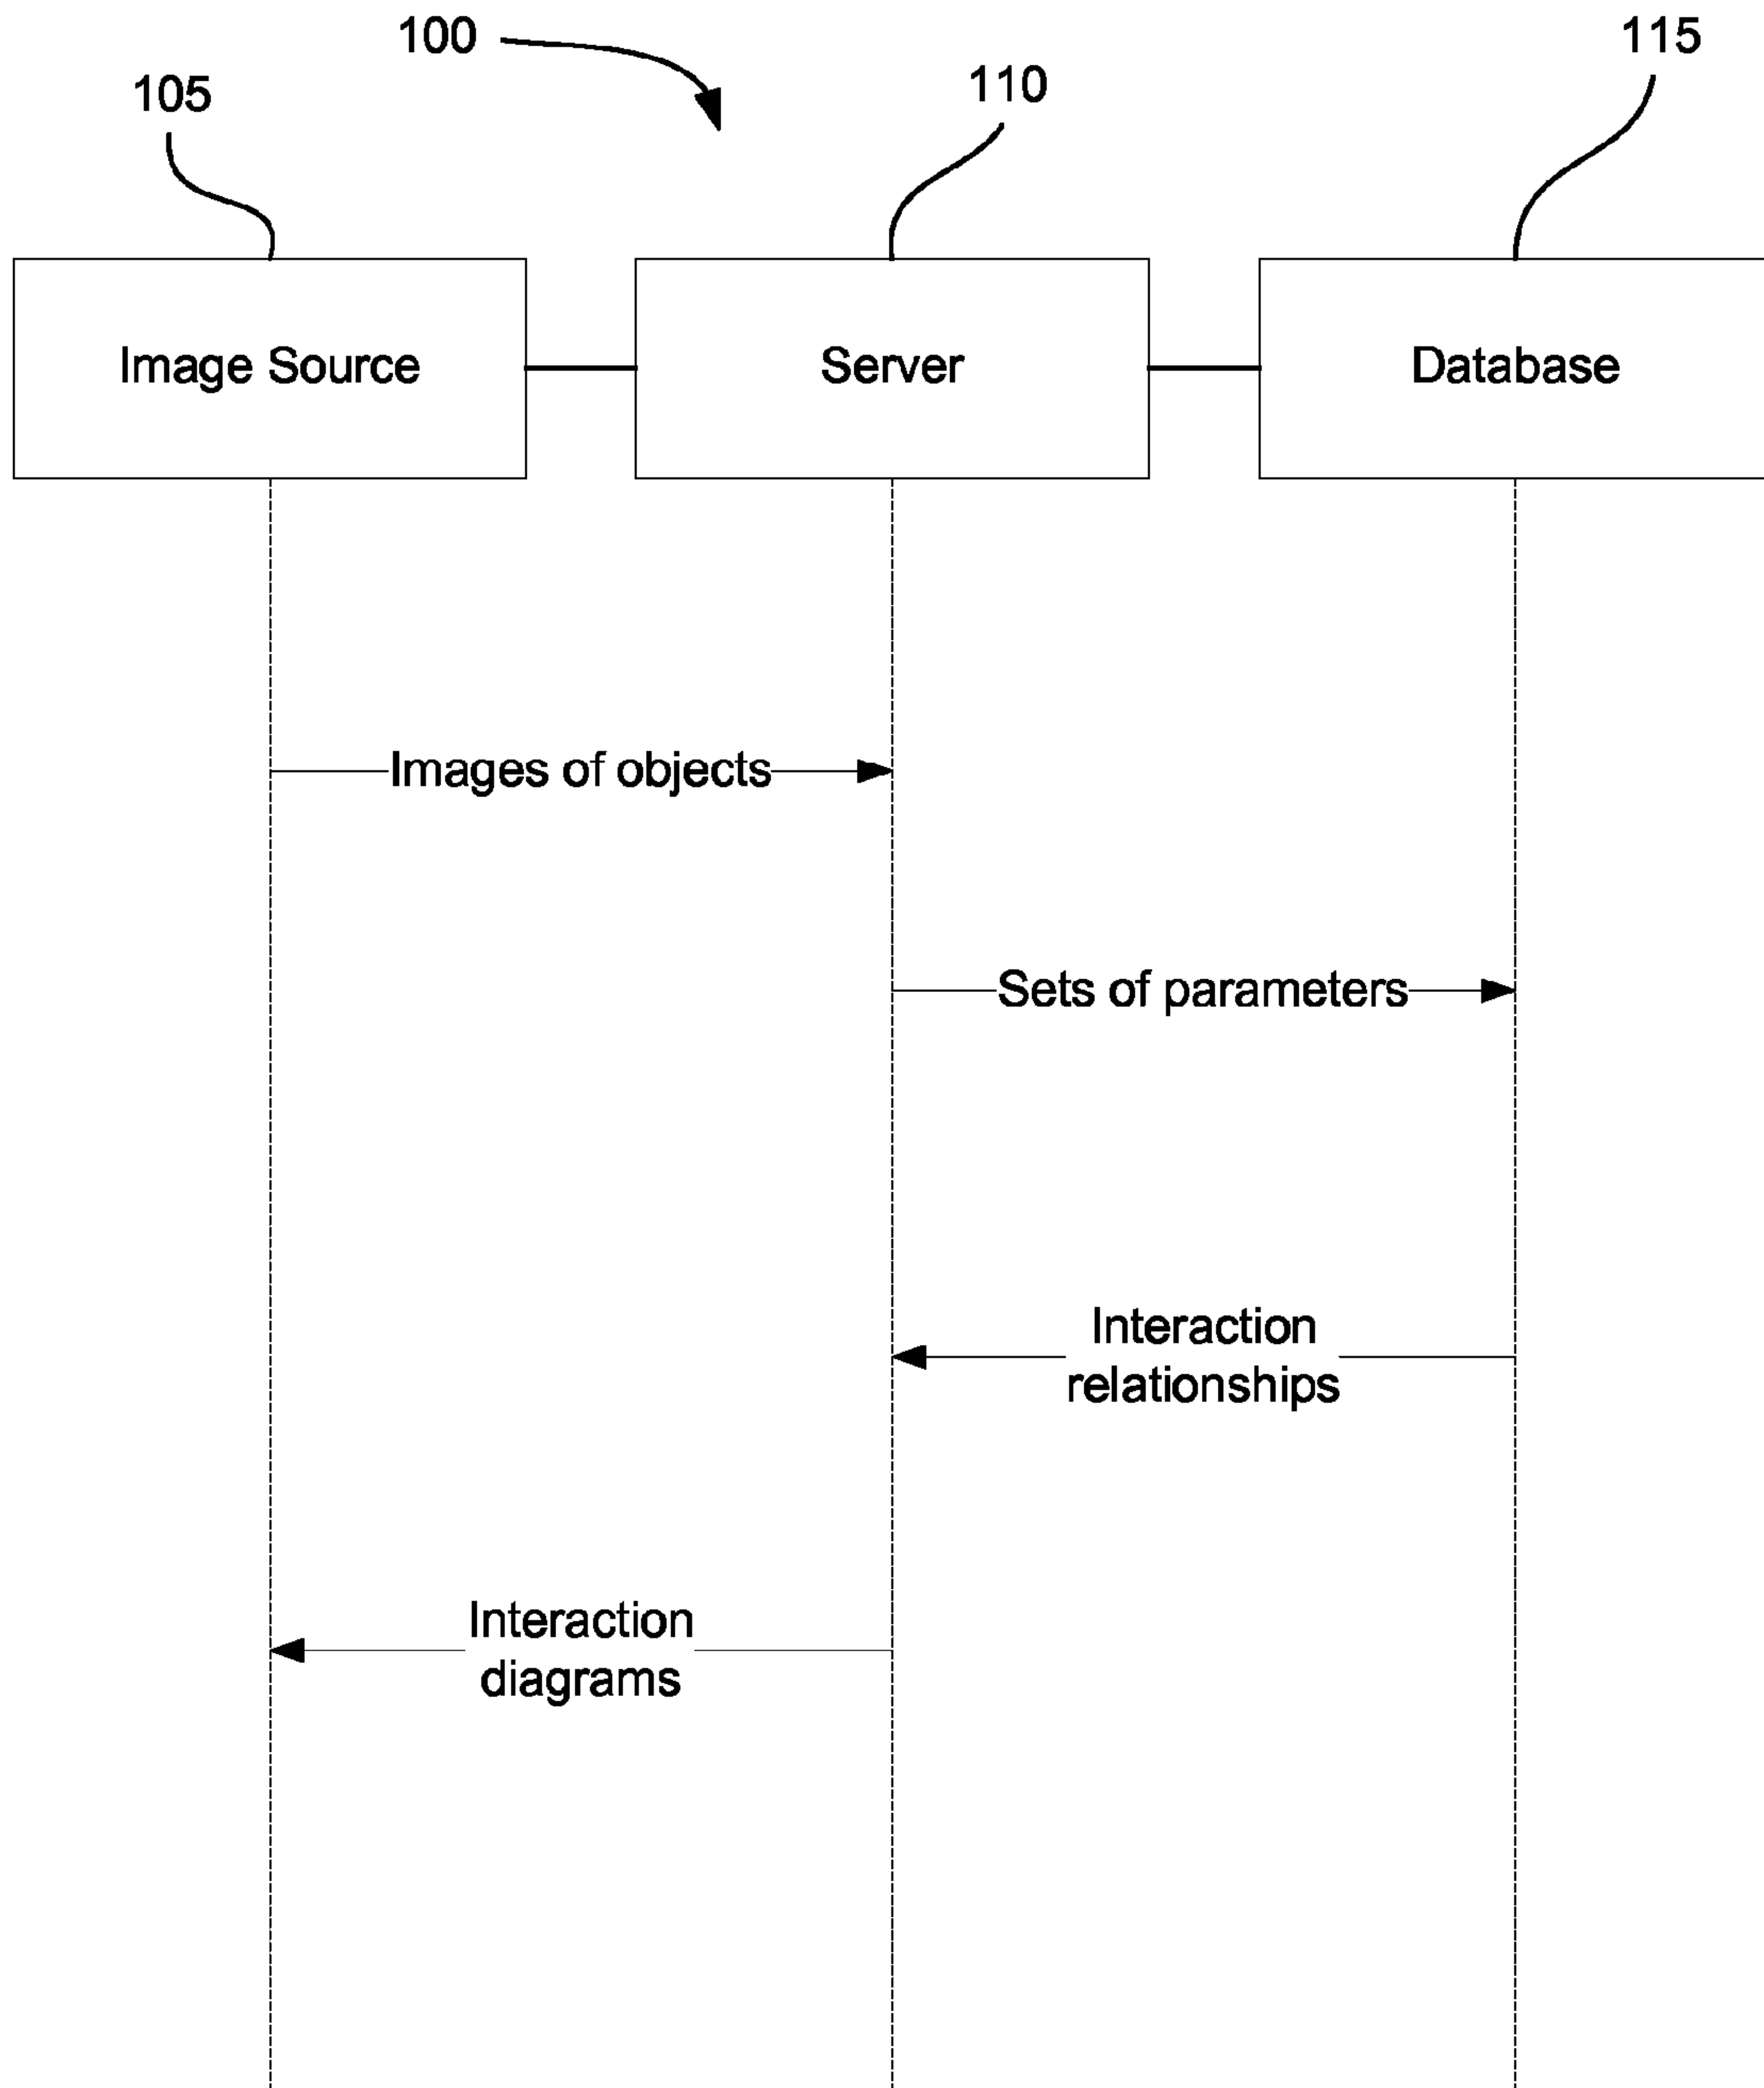 100
115
105
110
Image Source
Server
Database
Images of objects
Sets of parameters
Interaction
relationships
Interaction
diagrams